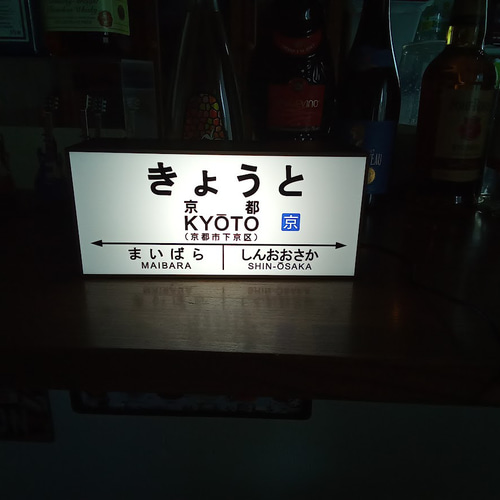 きょうと
京都
KYŌTO 京
(京都市下京区)
まいばら しんおおさか
MAIBARA SHIN-ŌSAKA